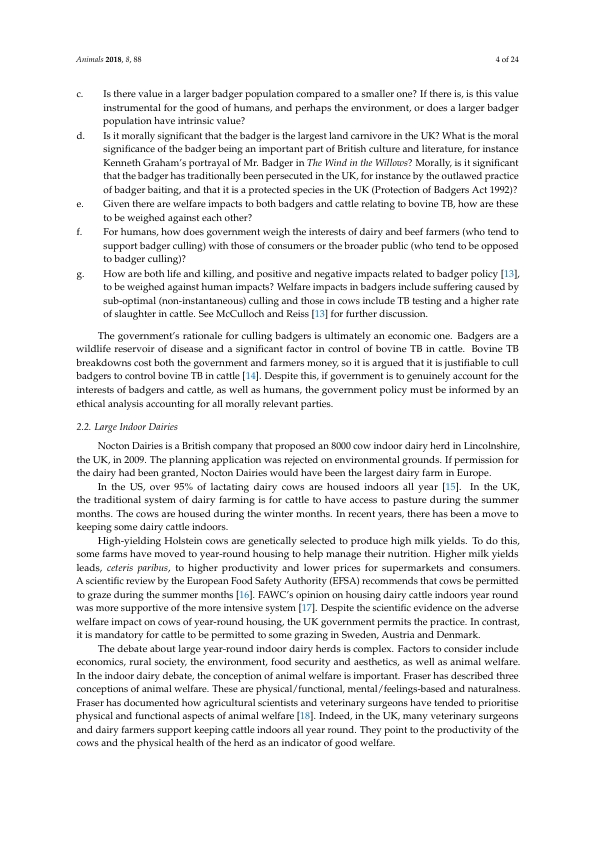 Animals 2018, 8, 88
4 of 24
c. Is there value in a larger badger population compared to a smaller one? If there is, is this value
instrumental for the good of humans, and perhaps the environment, or does a larger badger
population have intrinsic value?
d. Is it morally significant that the badger is the largest land carnivore in the UK? What is the moral
significance of the badger being an important part of British culture and literature, for instance
Kenneth Graham's portrayal of Mr. Badger in The Wind in the Willows? Morally, is it significant
that the badger has traditionally been persecuted in the UK, for instance by the outlawed practice
of badger baiting, and that it is a protected species in the UK (Protection of Badgers Act 1992)?
e. Given there are welfare impacts to both badgers and cattle relating to bovine TB, how are these
to be weighed against each other?
f. For humans, how does government weigh the interests of dairy and beef farmers (who tend to
support badger culling) with those of consumers or the broader public (who tend to be opposed
to badger culling)?
g. How are both life and killing, and positive and negative impacts related to badger policy [13],
to be weighed against human impacts? Welfare impacts in badgers include suffering caused by
sub-optimal (non-instantaneous) culling and those in cows include TB testing and a higher rate
of slaughter in cattle. See McCulloch and Reiss [13] for further discussion.
The government's rationale for culling badgers is ultimately an economic one. Badgers are a
wildlife reservoir of disease and a significant factor in control of bovine TB in cattle. Bovine TB
breakdowns cost both the government and farmers money, so it is argued that it is justifiable to cull
badgers to control bovine TB in cattle [14]. Despite this, if government is to genuinely account for the
interests of badgers and cattle, as well as humans, the government policy must be informed by an
ethical analysis accounting for all morally relevant parties.
2.2. Large Indoor Dairies
Nocton Dairies is a British company that proposed an 8000 cow indoor dairy herd in Lincolnshire,
the UK, in 2009. The planning application was rejected on environmental grounds. If permission for
the dairy had been granted, Nocton Dairies would have been the largest dairy farm in Europe.
In the US, over 95% of lactating dairy cows are housed indoors all year [15]. In the UK,
the traditional system of dairy farming is for cattle to have access to pasture during the summer
months. The cows are housed during the winter months. In recent years, there has been a move to
keeping some dairy cattle indoors.
High-yielding Holstein cows are genetically selected to produce high milk yields. To do this,
some farms have moved to year-round housing to help manage their nutrition. Higher milk yields
leads, ceteris paribus, to higher productivity and lower prices for supermarkets and consumers.
A scientific review by the European Food Safety Authority (EFSA) recommends that cows be permitted
to graze during the summer months [16]. FAWC's opinion on housing dairy cattle indoors year round
was more supportive of the more intensive system [17]. Despite the scientific evidence on the adverse
welfare impact on cows of year-round housing, the UK government permits the practice. In contrast,
it is mandatory for cattle to be permitted to some grazing in Sweden, Austria and Denmark.
The debate about large year-round indoor dairy herds is complex. Factors to consider include
economics, rural society, the environment, food security and aesthetics, as well as animal welfare.
In the indoor dairy debate, the conception of animal welfare is important. Fraser has described three
conceptions of animal welfare. These are physical/functional, mental/feelings-based and naturalness.
Fraser has documented how agricultural scientists and veterinary surgeons have tended to prioritise
physical and functional aspects of animal welfare [18]. Indeed, in the UK, many veterinary surgeons
and dairy farmers support keeping cattle indoors all year round. They point to the productivity of the
cows and the physical health of the herd as an indicator of good welfare.